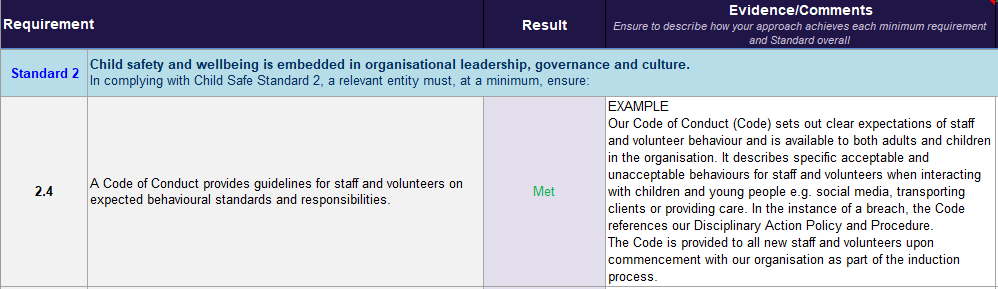 Requirement
Result
Evidence/Comments
Ensure to describe how your approach achieves each minimum requirement
and Standard overall
Standard 2
Child safety and wellbeing is embedded in organisational leadership, governance and culture.
In complying with Child Safe Standard 2, a relevant entity must, at a minimum, ensure:
2.4
A Code of Conduct provides guidelines for staff and volunteers on
expected behavioural standards and responsibilities.
Met
EXAMPLE
Our Code of Conduct (Code) sets out clear expectations of staff
and volunteer behaviour and is available to both adults and children
in the organisation. It describes specific acceptable and
unacceptable behaviours for staff and volunteers when interacting
with children and young people e.g. social media, transporting
clients or providing care. In the instance of a breach, the Code
references our Disciplinary Action Policy and Procedure.
The Code is provided to all new staff and volunteers upon
commencement with our organisation as part of the induction
process.